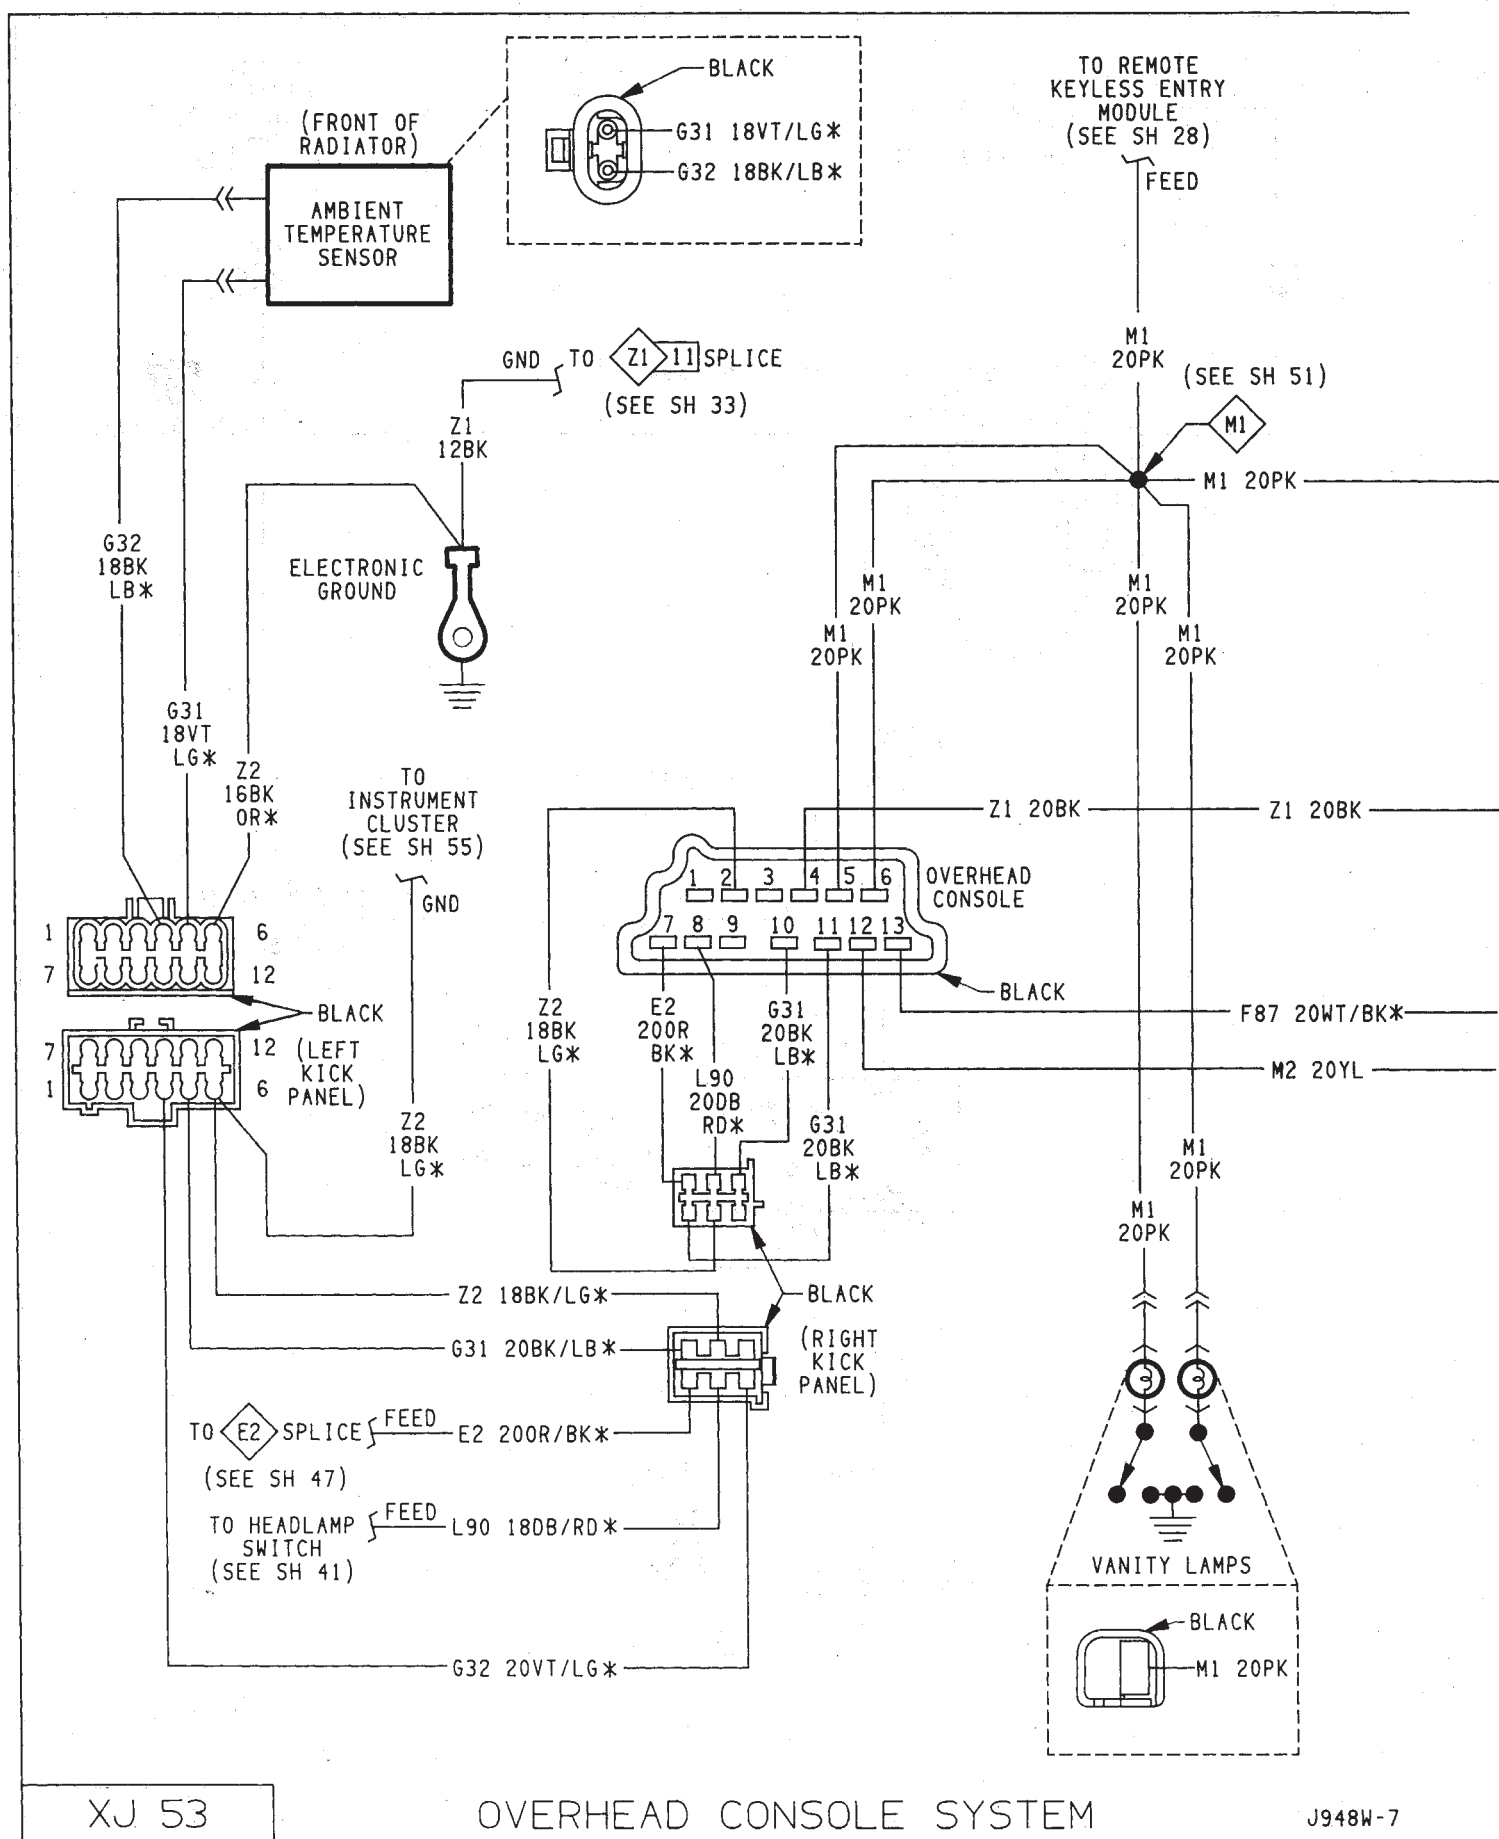 BLACK
G31 18VT/LG*
G32 18BK/LB*
(FRONT OF
RADIATOR)
AMBIENT
TEMPERATURE
SENSOR
TO REMOTE
KEYLESS ENTRY
MODULE
(SEE SH 28)
FEED
M1
20PK
(SEE SH 51)
M1
M1 20PK
GND TO Z1 11 SPLICE
(SEE SH 33)
Z1
12BK
G32
18BK
LB*
ELECTRONIC
GROUND
M1
20PK
M1
20PK
M1
20PK
M1
20PK
G31
18VT
LG*
Z2
16BK
OR*
TO
INSTRUMENT
CLUSTER
(SEE SH 55)
GND
Z1 20BK
Z1 20BK
1 2 3 4 5 6
OVERHEAD
CONSOLE
7 8 9 10 11 12 13
BLACK
1 6
7 12
BLACK
7 12
1 6
(LEFT
KICK
PANEL)
Z2
18BK
LG*
Z2
18BK
LG*
E2
200R
BK*
L90
20DB
RD*
G31
20BK
LB*
G31
20BK
LB*
F87 20WT/BK*
M2 20YL
M1
20PK
M1
20PK
BLACK
(RIGHT
KICK
PANEL)
Z2 18BK/LG*
G31 20BK/LB*
TO E2 SPLICE FEED E2 200R/BK*
(SEE SH 47)
TO HEADLAMP
SWITCH
(SEE SH 41)
FEED L90 18DB/RD*
G32 20VT/LG*
VANITY LAMPS
BLACK
M1 20PK
XJ 53
OVERHEAD CONSOLE SYSTEM
J948W-7